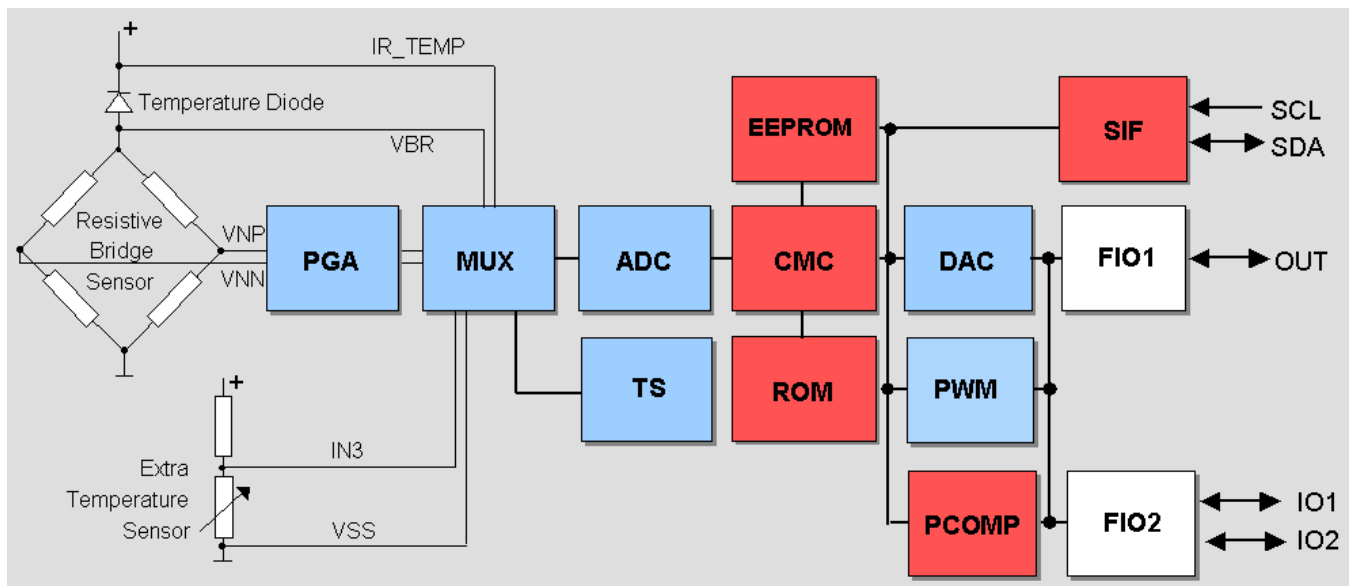 +
IR_TEMP
Temperature Diode
VBR
EEPROM
SIF
SCL
SDA
Resistive
Bridge
Sensor
VNP
VNN
PGA
MUX
ADC
CMC
DAC
FIO1
OUT
TS
ROM
PWM
+
IN3
Extra
Temperature
Sensor
VSS
PCOMP
FIO2
IO1
IO2